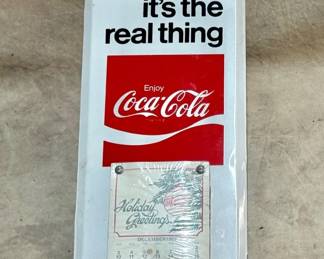 it's the
real thing
Enjoy
Coca-Cola
Holiday
Greetings
DECEMBER